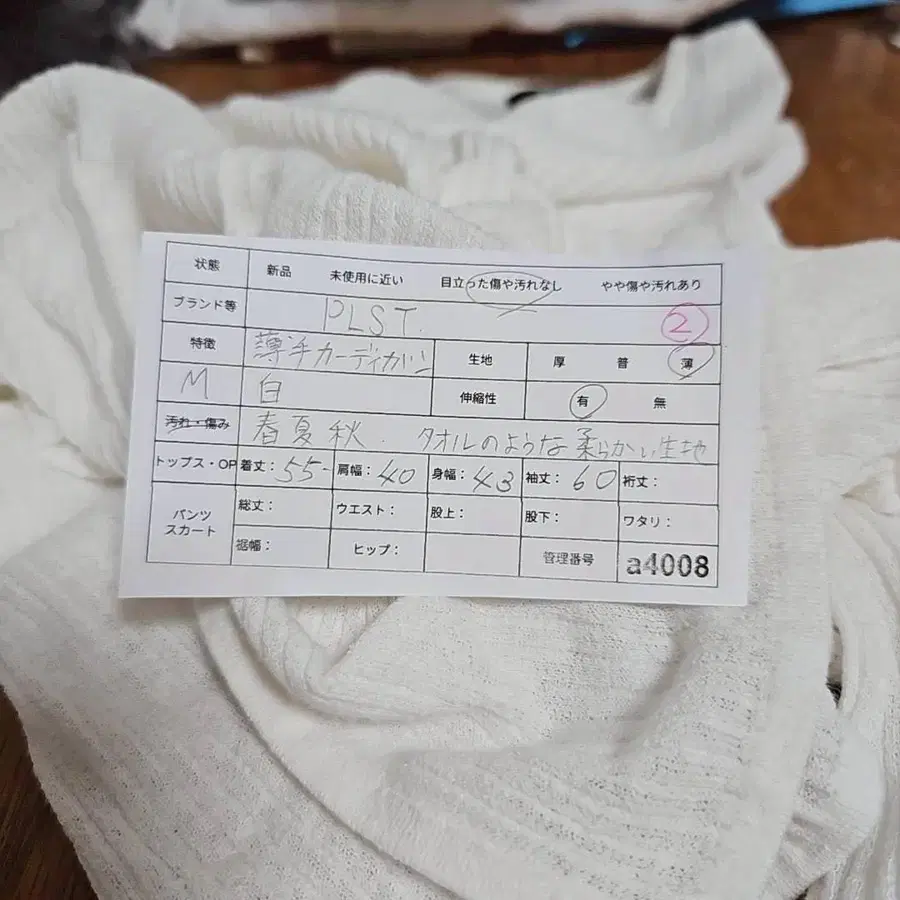 状態 新品 未使用に近い 目立った傷や汚れなし やや傷や汚れあり
ブランド等 PLST. 2
特徴 薄手カーディガン 生地 厚 普 薄
M 白 伸縮性 有 無
汚れ・傷み 春夏秋. タオルのような柔らかい生地
トップス・OP 着丈: 55- 肩幅: 40 身幅: 43 袖丈: 60 裄丈:
パンツ スカート 総丈: ウエスト: 股上: 股下: ワタリ:
裾幅: ヒップ: 管理番号 a4008